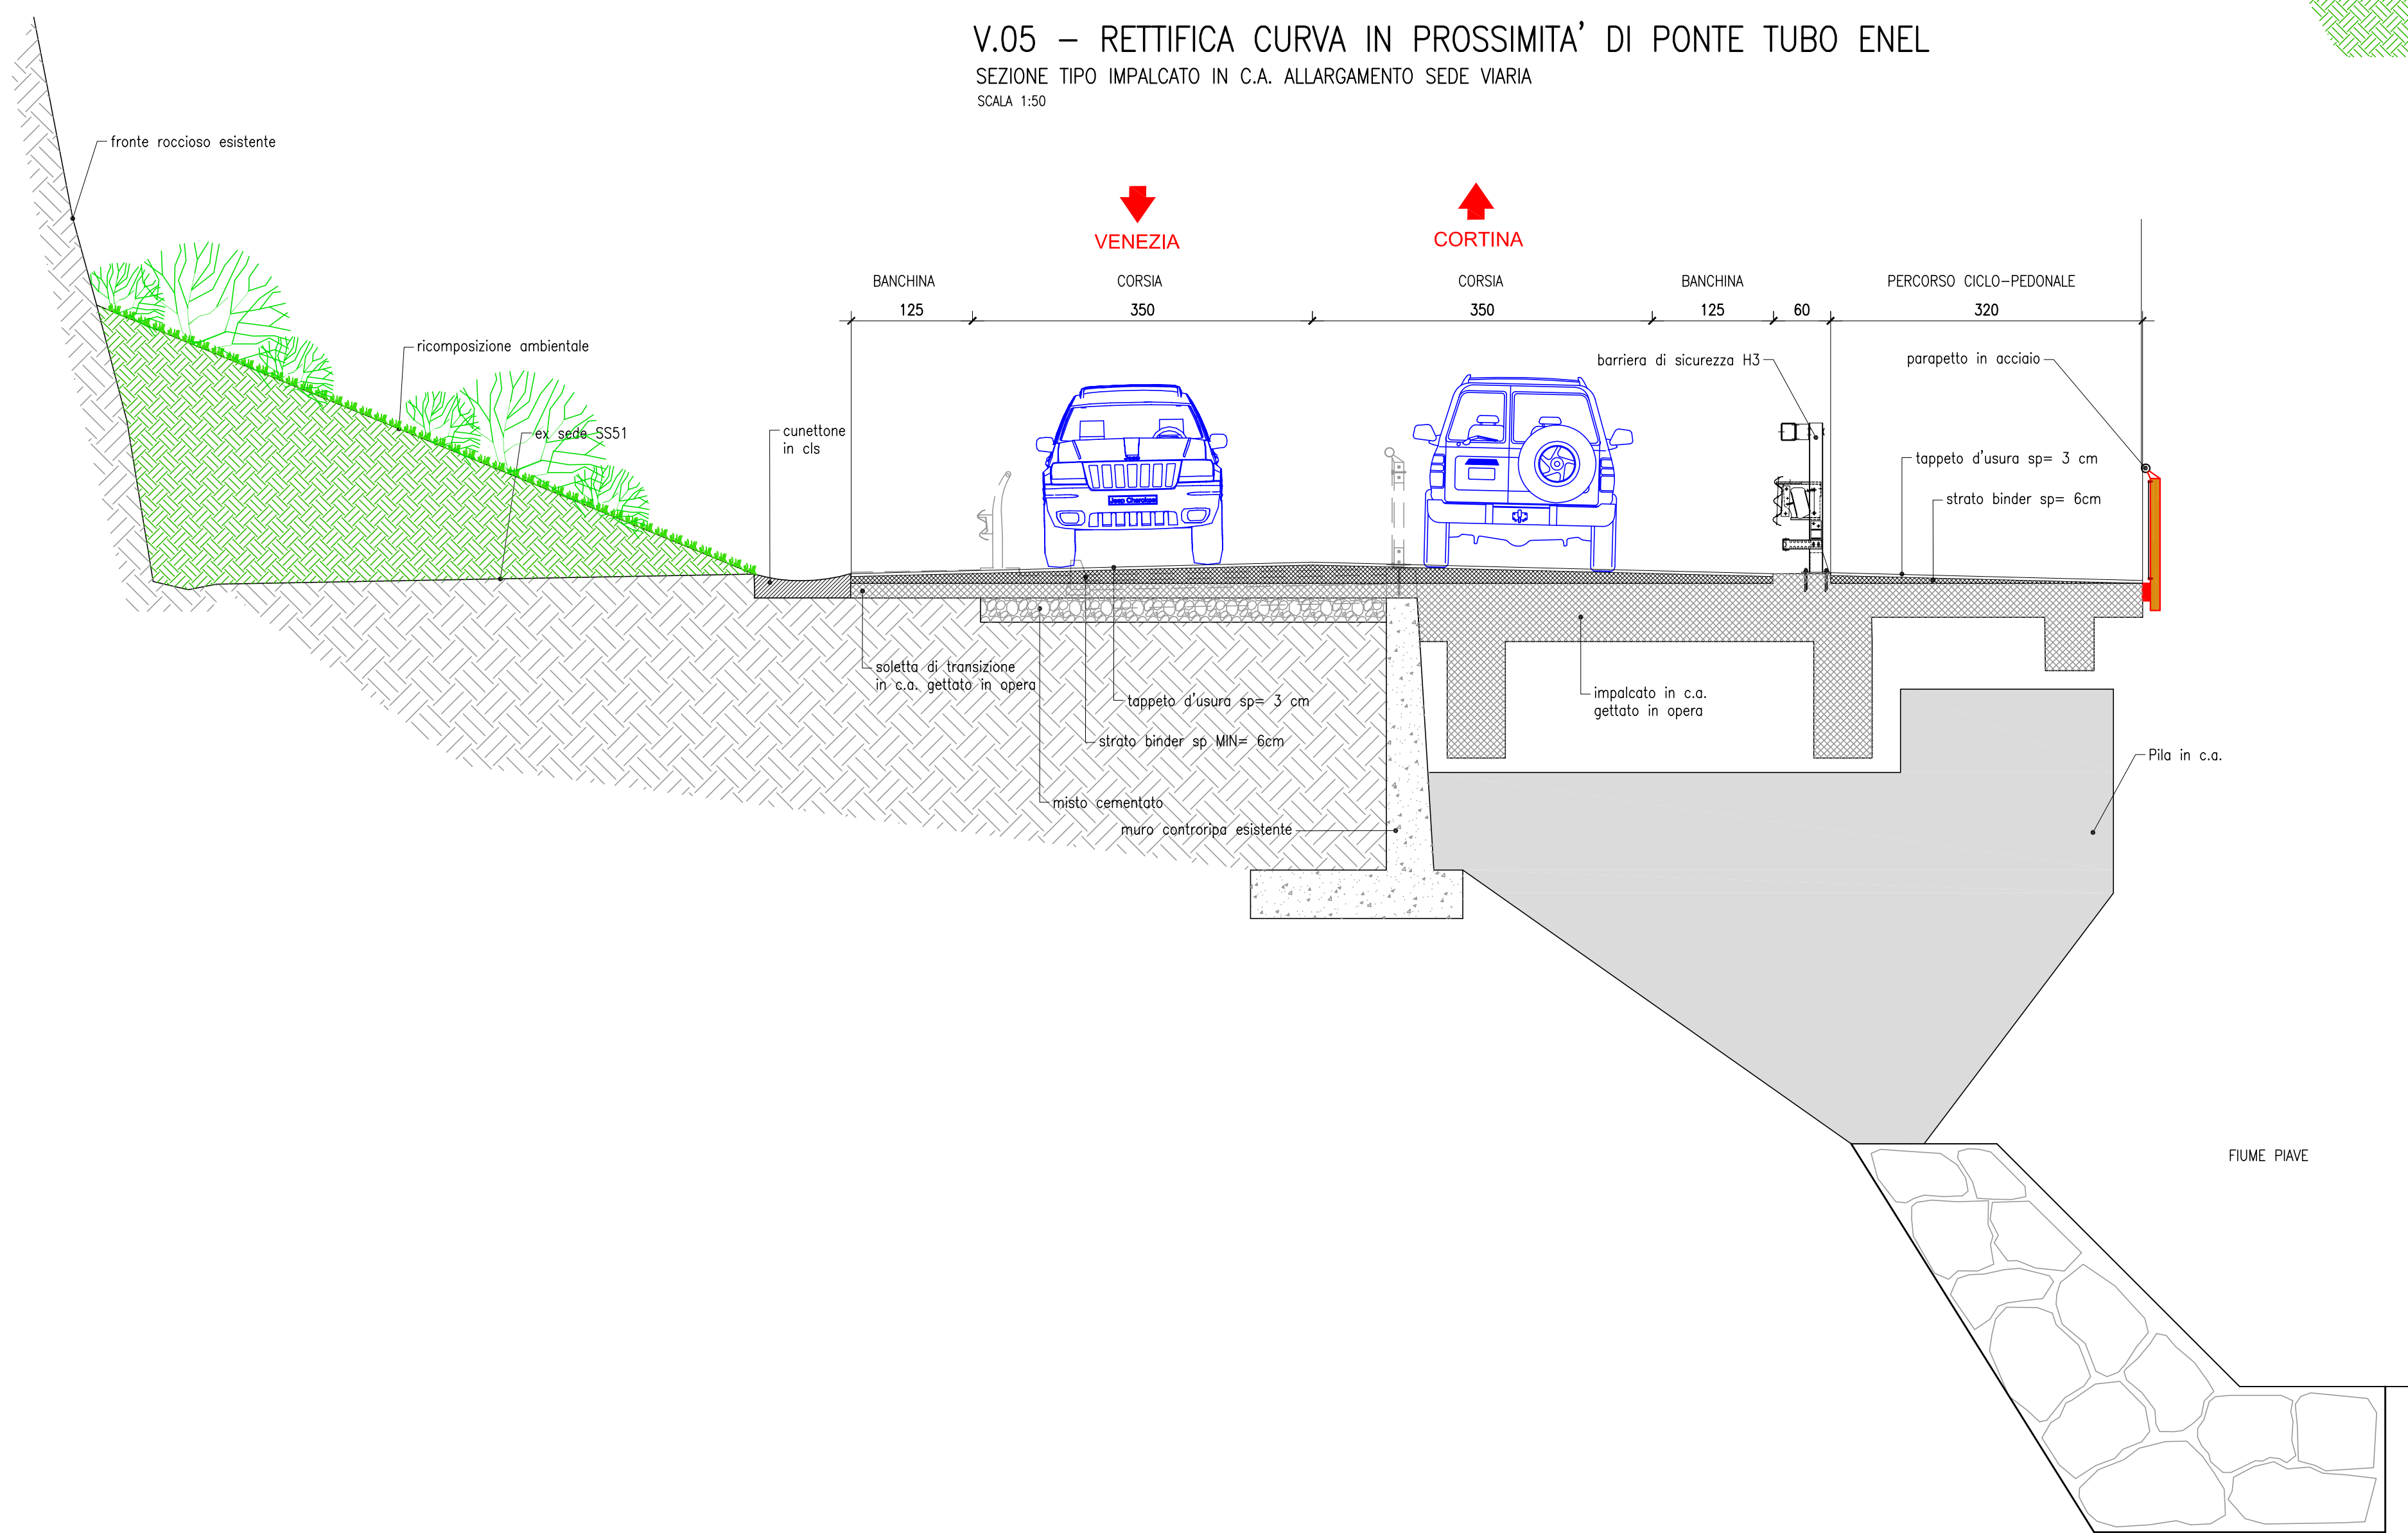 V.05 – RETTIFICA CURVA IN PROSSIMITA' DI PONTE TUBO ENEL
SEZIONE TIPO IMPALCATO IN C.A. ALLARGAMENTO SEDE VIARIA
SCALA 1:50
fronte roccioso esistente
VENEZIA
CORTINA
BANCHINA
CORSIA
CORSIA
BANCHINA
PERCORSO CICLO-PEDONALE
125
350
350
125
60
320
ricomposizione ambientale
barriera di sicurezza H3
parapetto in acciaio
ex sede SS51
cunettone
in cls
tappeto d'usura sp= 3 cm
strato binder sp= 6cm
Jeep Cherokee
soletta di transizione
in c.a. gettato in opera
tappeto d'usura sp= 3 cm
impalcato in c.a.
gettato in opera
strato binder sp MIN= 6cm
Pila in c.a.
misto cementato
muro controripa esistente
FIUME PIAVE